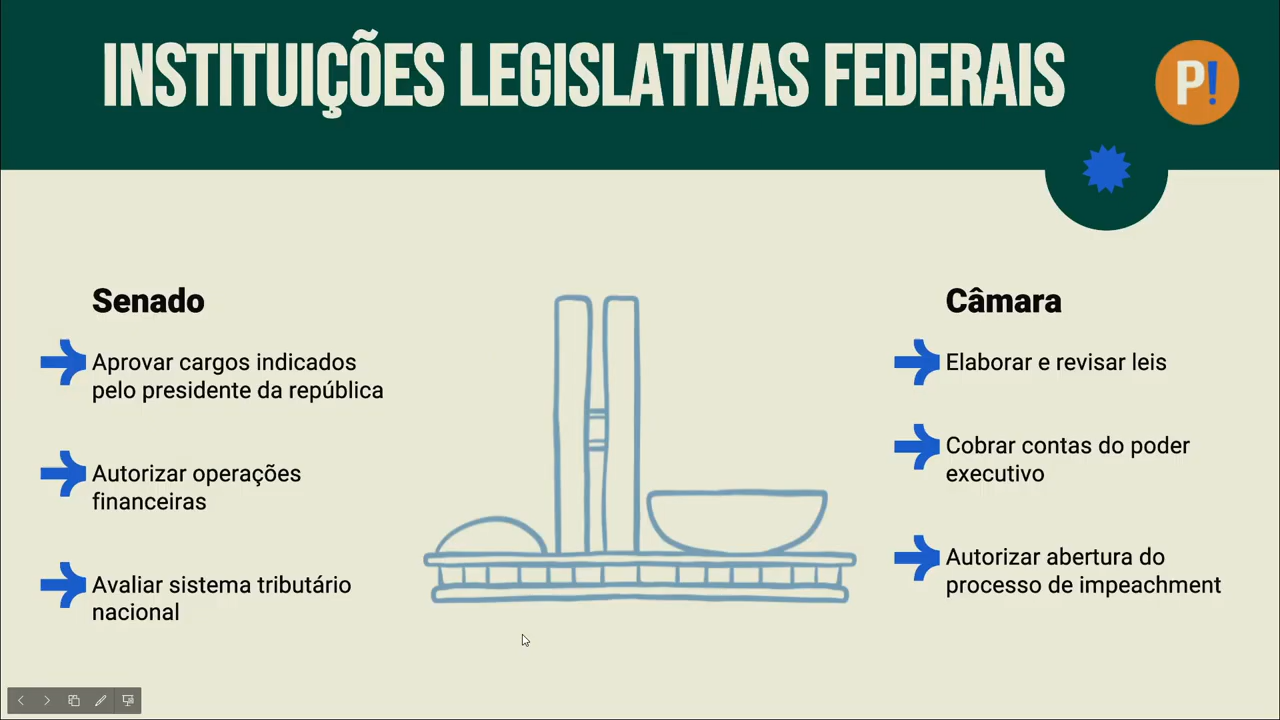 INSTITUIÇÕES LEGISLATIVAS FEDERAIS
P!
Senado
Aprovar cargos indicados
pelo presidente da república
Autorizar operações
financeiras
Avaliar sistema tributário
nacional
Câmara
Elaborar e revisar leis
Cobrar contas do poder
executivo
Autorizar abertura do
processo de impeachment